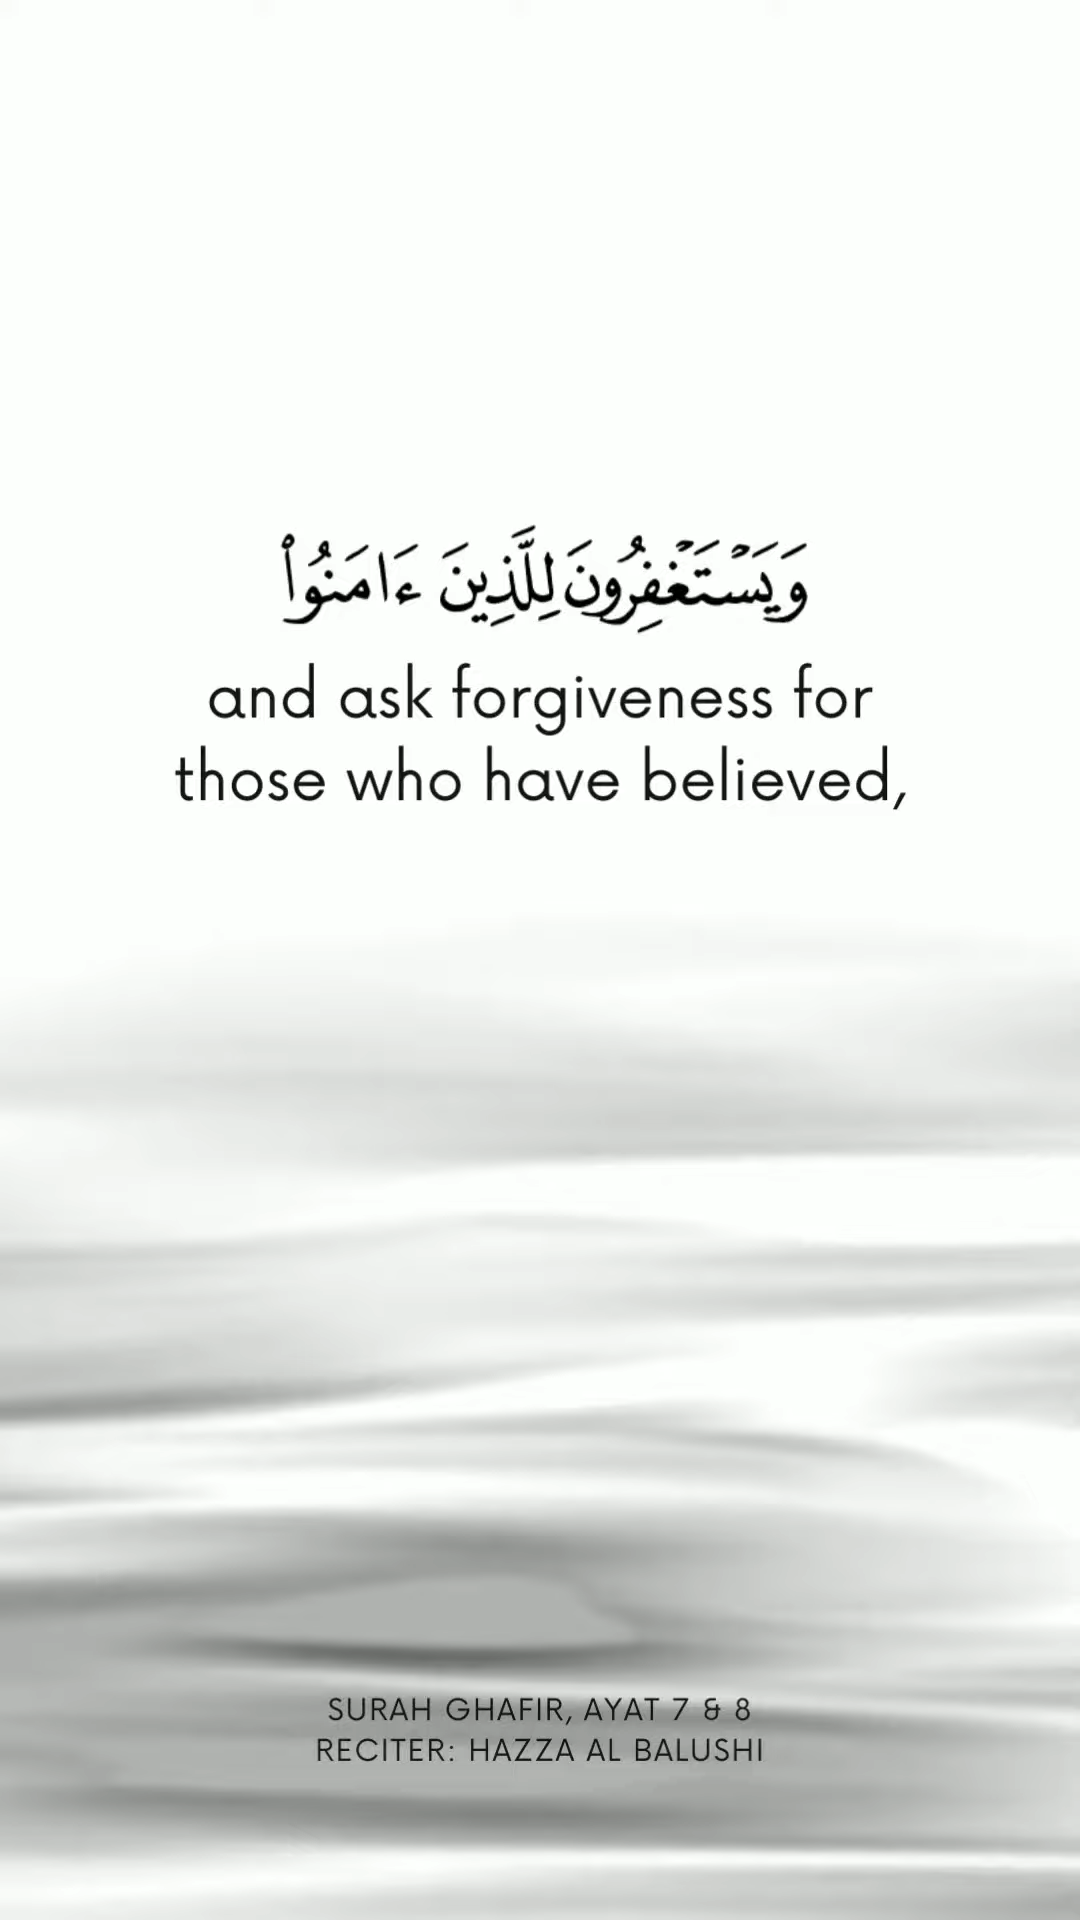 وَيَسۡتَغۡفِرُونَ لِلَّذِينَ ءَامَنُواْ
and ask forgiveness for
those who have believed,
SURAH GHAFIR, AYAT 7 & 8
RECITER: HAZZA AL BALUSHI